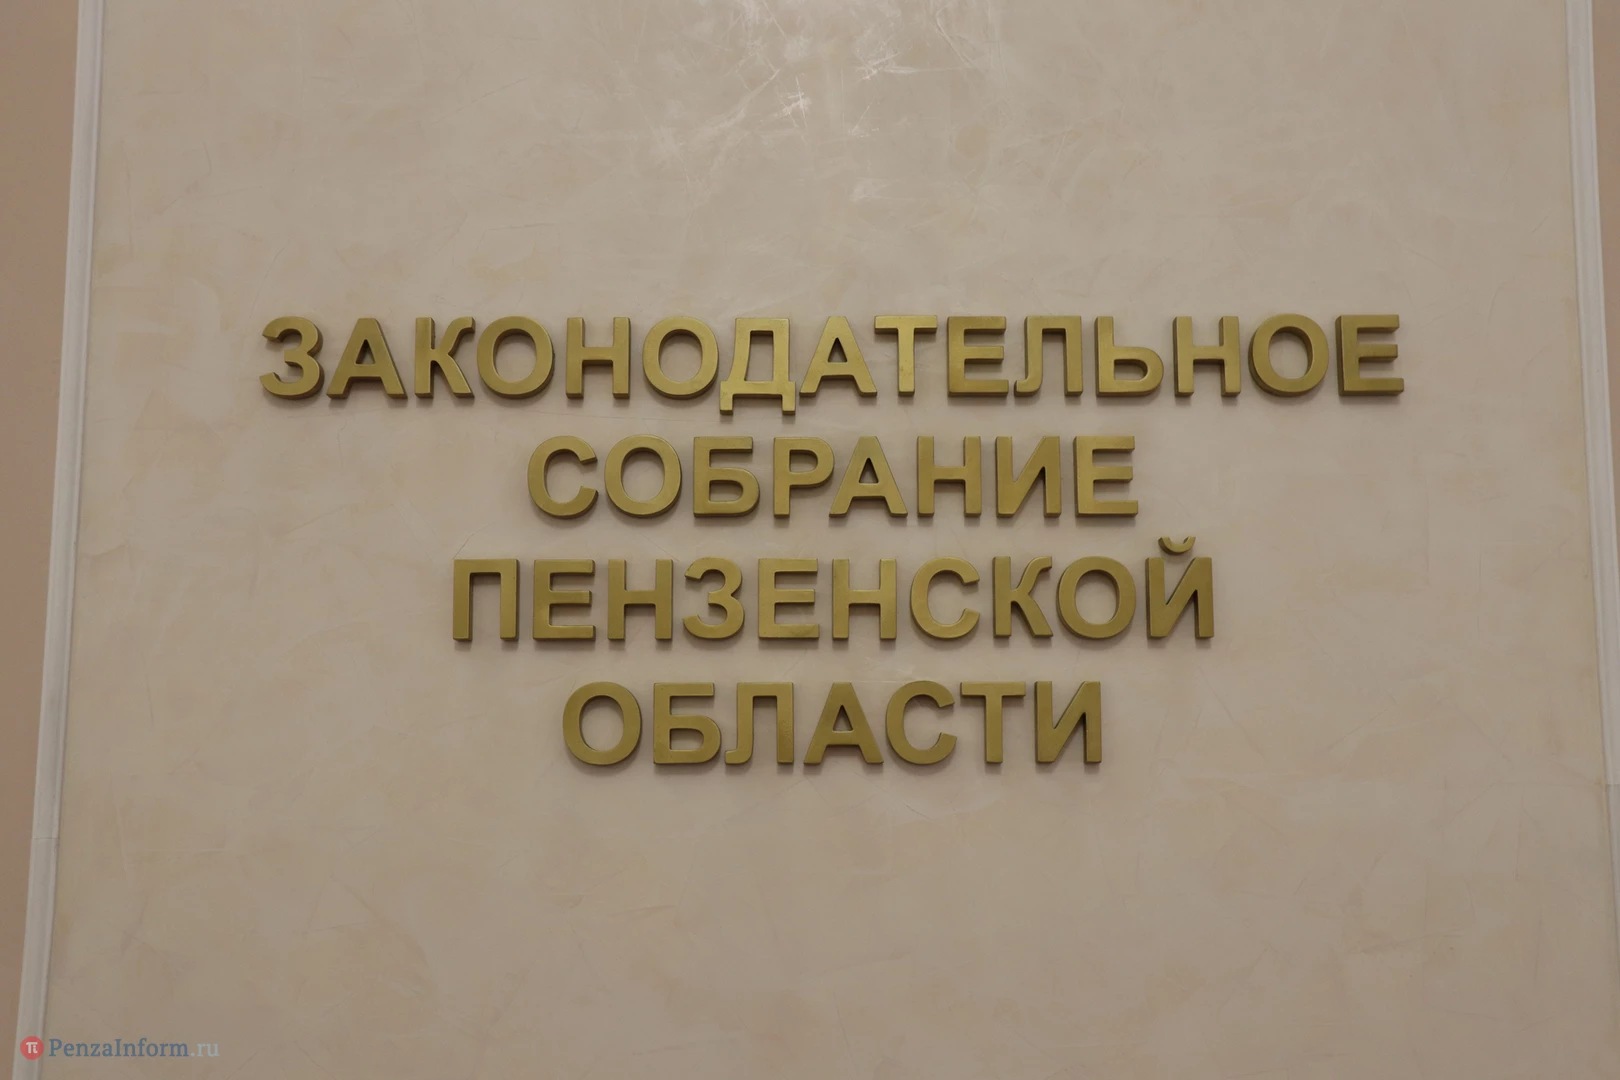 ЗАКОНОДАТЕЛЬНОЕ
СОБРАНИЕ
ПЕНЗЕНСКОЙ
ОБЛАСТИ
PenzaInform.ru